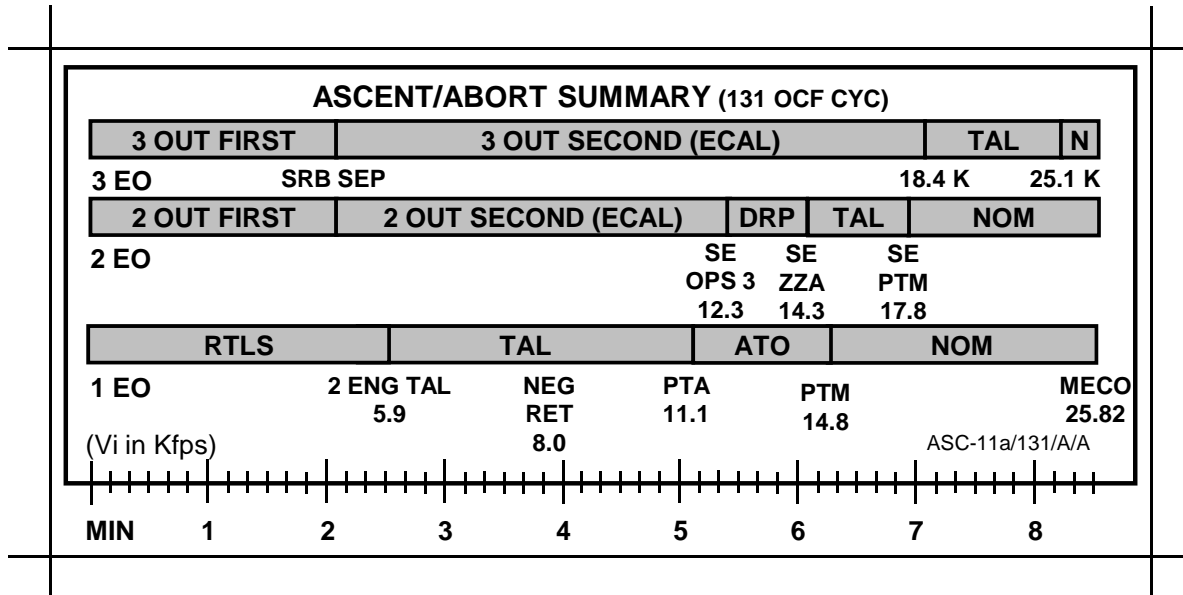 ASCENT/ABORT SUMMARY (131 OCF CYC)
3 OUT FIRST 3 OUT SECOND (ECAL) TAL N
3 EO SRB SEP 18.4 K 25.1 K
2 OUT FIRST 2 OUT SECOND (ECAL) DRP TAL NOM
2 EO SE SE SE
OPS 3 ZZA PTM
12.3 14.3 17.8
RTLS TAL ATO NOM
1 EO 2 ENG TAL NEG PTA PTM MECO
5.9 RET 11.1 14.8 25.82
(Vi in Kfps) 8.0 ASC-11a/131/A/A
MIN 1 2 3 4 5 6 7 8